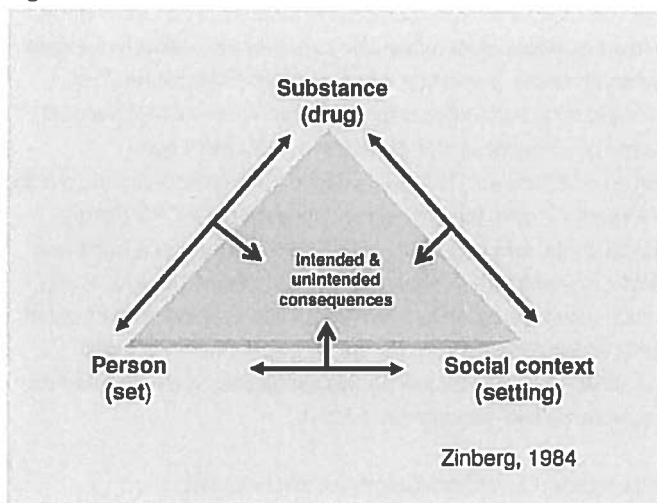 Substance
(drug)
Intended &
unintended
consequences
Person
(set)
Social context
(setting)
Zinberg, 1984